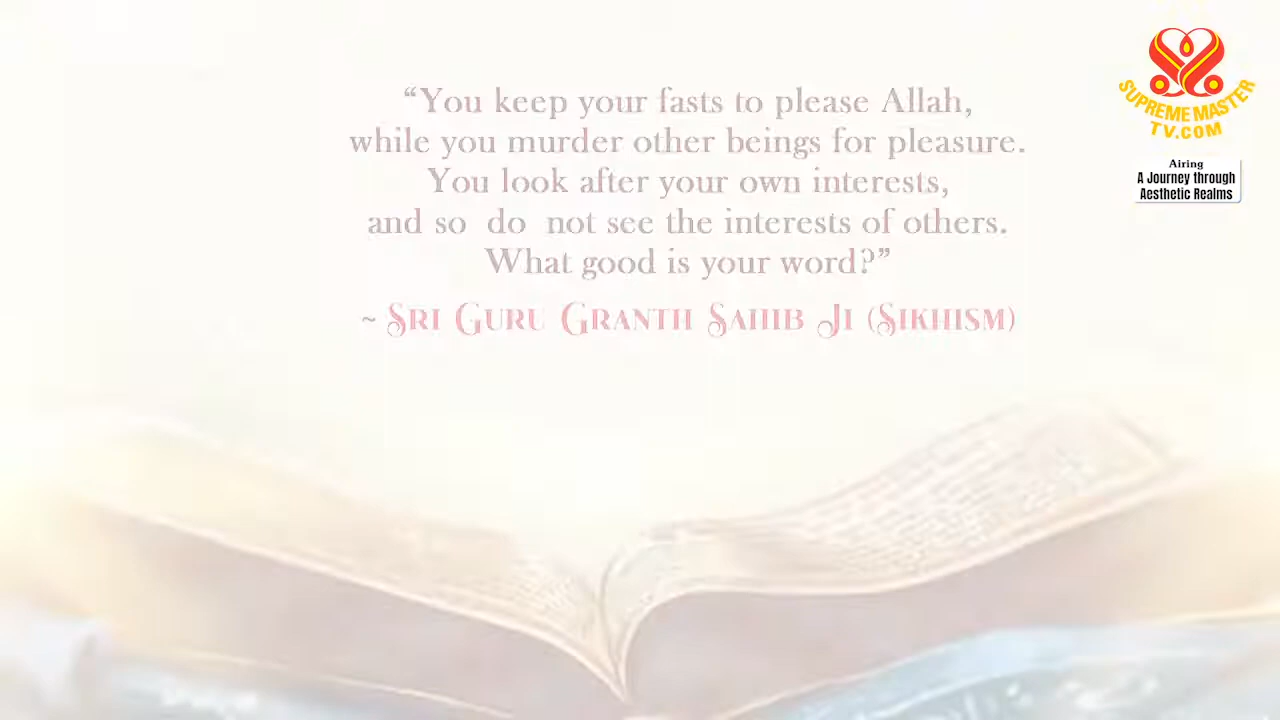 “You keep your fasts to please Allah,
while you murder other beings for pleasure.
You look after your own interests,
and so do not see the interests of others.
What good is your word?”
~ Sri Guru Granth Sahib Ji (Sikhism)
SUPREME MASTER
TV.COM
Airing
A Journey through
Aesthetic Realms